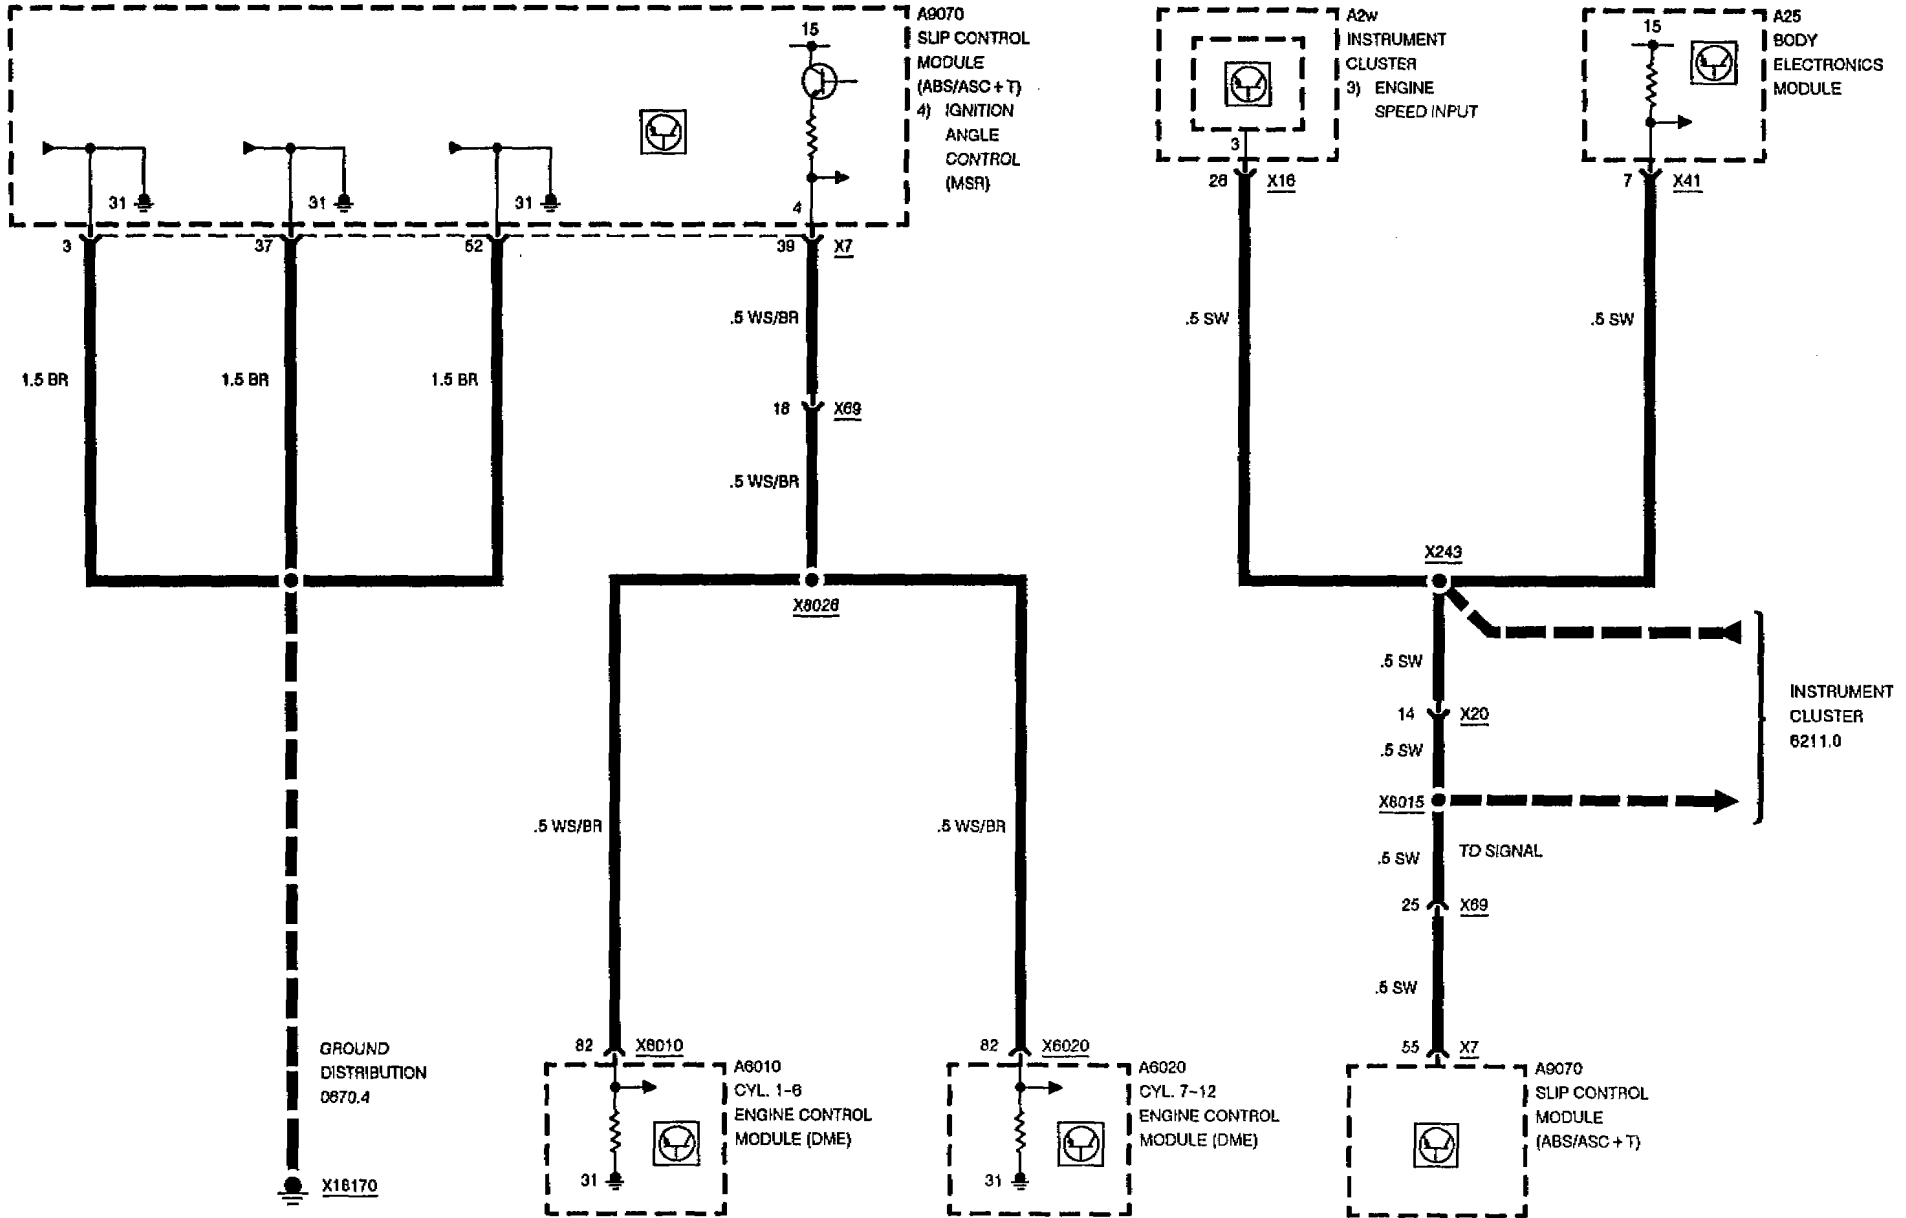 A9070
SLIP CONTROL
MODULE
(ABS/ASC + T)
4) IGNITION
ANGLE
CONTROL
(MSR)
15
31
31
31
4
3
37
52
39
X7
1.5 BR
1.5 BR
1.5 BR
.5 WS/BR
18
X69
.5 WS/BR
X8026
.5 WS/BR
.5 WS/BR
GROUND
DISTRIBUTION
0670.4
X18170
82
X6010
A6010
CYL. 1-6
ENGINE CONTROL
MODULE (DME)
31
82
X6020
A6020
CYL. 7-12
ENGINE CONTROL
MODULE (DME)
31
A2w
INSTRUMENT
CLUSTER
3) ENGINE
SPEED INPUT
3
26
X16
A25
BODY
ELECTRONICS
MODULE
15
7
X41
.5 SW
.5 SW
X243
.5 SW
14
X20
.5 SW
INSTRUMENT
CLUSTER
6211.0
X8015
.5 SW
TD SIGNAL
25
X69
.5 SW
55
X7
A9070
SLIP CONTROL
MODULE
(ABS/ASC + T)